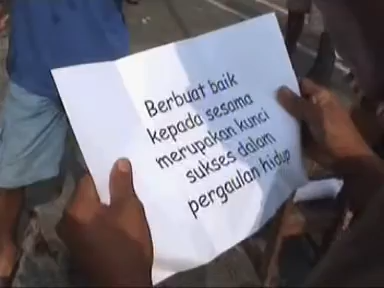 Berbuat baik
kepada sesama
merupakan kunci
sukses dalam
pergaulan hidup